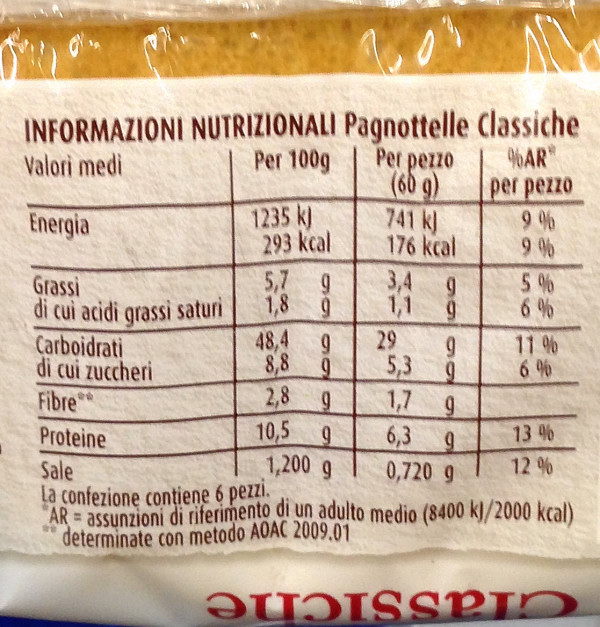 INFORMAZIONI NUTRIZIONALI Pagnottelle Classiche
Valori medi Per 100g Per pezzo (60 g) %AR* per pezzo
Energia 1235 kJ 741 kJ 9 %
293 kcal 176 kcal 9 %
Grassi 5,7 g 3,4 g 5 %
di cui acidi grassi saturi 1,8 g 1,1 g 6 %
Carboidrati 48,4 g 29 g 11 %
di cui zuccheri 8,8 g 5,3 g 6 %
Fibre** 2,8 g 1,7 g
Proteine 10,5 g 6,3 g 13 %
Sale 1,200 g 0,720 g 12 %
La confezione contiene 6 pezzi.
*AR = assunzioni di riferimento di un adulto medio (8400 kJ/2000 kcal)
** determinate con metodo AOAC 2009.01
Classiche